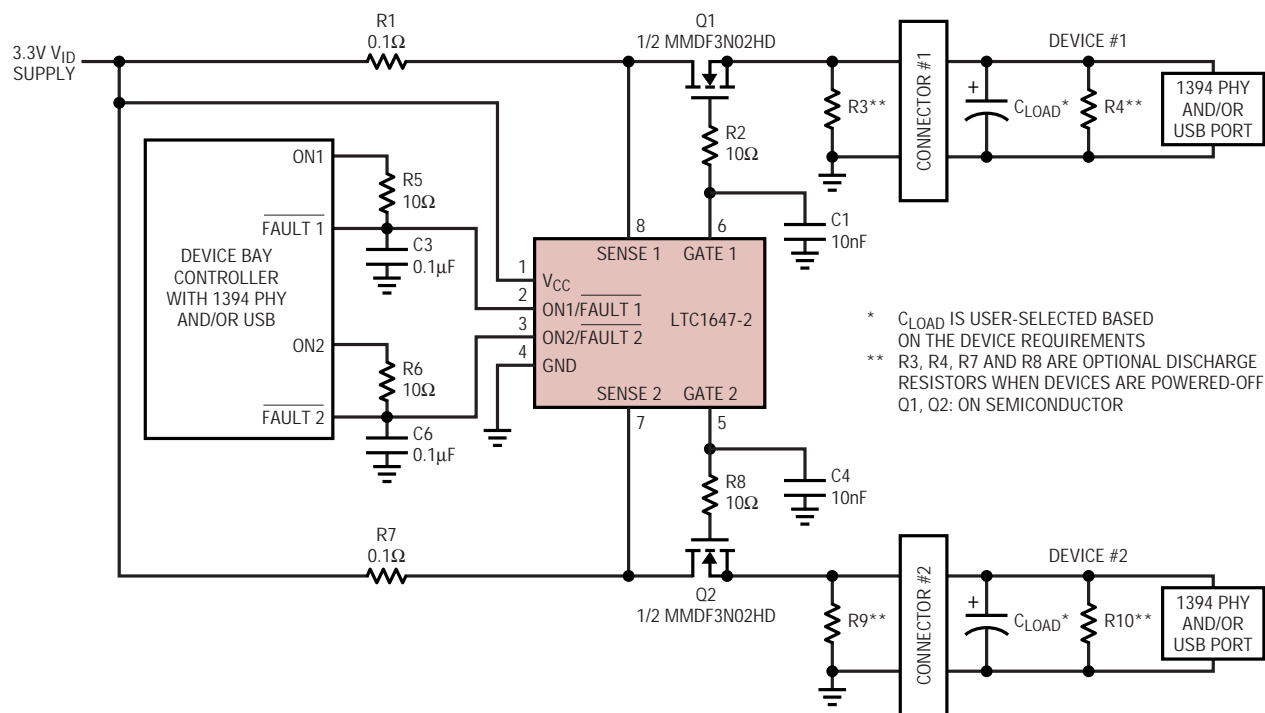 3.3V VID
SUPPLY
R1
0.1Ω
Q1
1/2 MMDF3N02HD
R3**
CONNECTOR #1
DEVICE #1
+
CLOAD*
R4**
1394 PHY
AND/OR
USB PORT
R2
10Ω
C1
10nF
DEVICE BAY
CONTROLLER
WITH 1394 PHY
AND/OR USB
ON1
FAULT 1
ON2
FAULT 2
R5
10Ω
C3
0.1µF
R6
10Ω
C6
0.1µF
8
6
SENSE 1
GATE 1
1
VCC
2
ON1/FAULT 1
3
ON2/FAULT 2
4
GND
LTC1647-2
SENSE 2
GATE 2
7
5
* CLOAD IS USER-SELECTED BASED
ON THE DEVICE REQUIREMENTS
** R3, R4, R7 AND R8 ARE OPTIONAL DISCHARGE
RESISTORS WHEN DEVICES ARE POWERED-OFF
Q1, Q2: ON SEMICONDUCTOR
R8
10Ω
C4
10nF
R7
0.1Ω
Q2
1/2 MMDF3N02HD
R9**
CONNECTOR #2
DEVICE #2
+
CLOAD*
R10**
1394 PHY
AND/OR
USB PORT